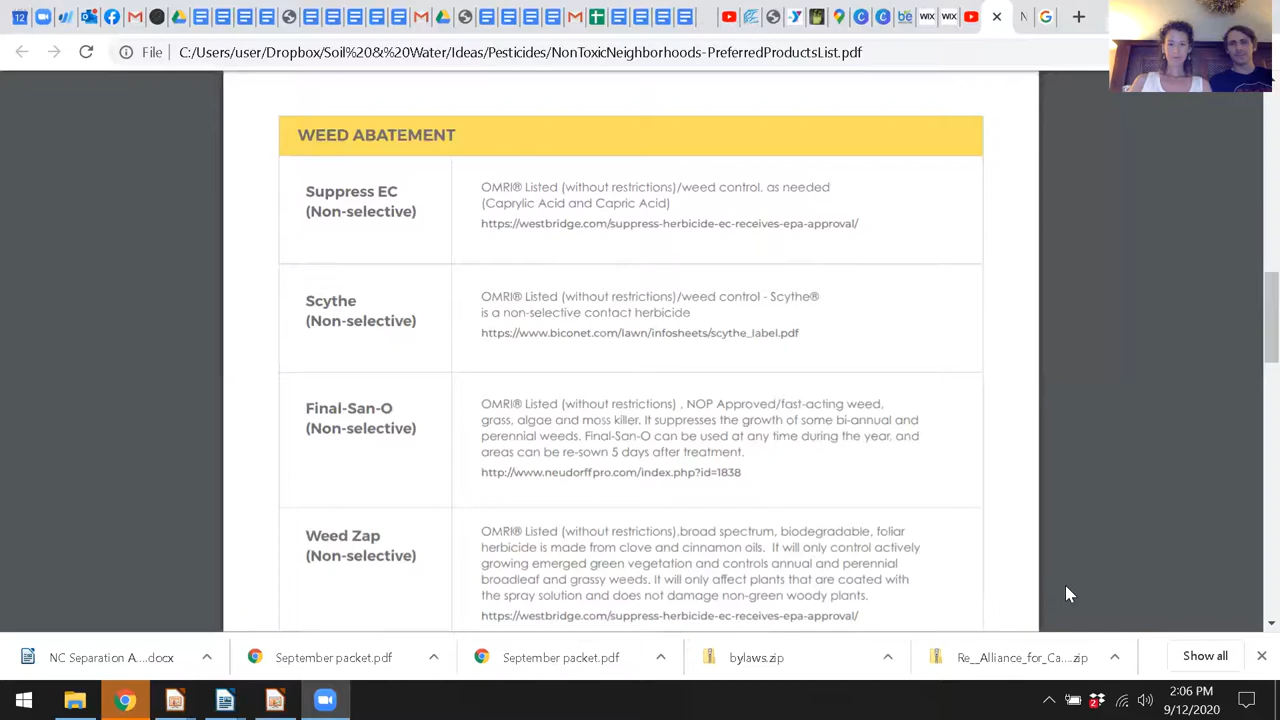 12
be
WIX
WIX
N
File
C:/Users/user/Dropbox/Soil%20&%20Water/Ideas/Pesticides/NonToxicNeighborhoods-PreferredProductsList.pdf
WEED ABATEMENT
Suppress EC
(Non-selective)
OMRI® Listed (without restrictions)/weed control. as needed
(Caprylic Acid and Capric Acid)
https://westbridge.com/suppress-herbicide-ec-receives-epa-approval/
Scythe
(Non-selective)
OMRI® Listed (without restrictions)/weed control - Scythe®
is a non-selective contact herbicide
https://www.biconet.com/lawn/infosheets/scythe_label.pdf
Final-San-O
(Non-selective)
OMRI® Listed (without restrictions) , NOP Approved/fast-acting weed,
grass, algae and moss killer. It suppresses the growth of some bi-annual and
perennial weeds. Final-San-O can be used at any time during the year, and
areas can be re-sown 5 days after treatment.
http://www.neudorffpro.com/index.php?id=1838
Weed Zap
(Non-selective)
OMRI® Listed (without restrictions),broad spectrum, biodegradable, foliar
herbicide is made from clove and cinnamon oils.  It will only control actively
growing emerged green vegetation and controls annual and perennial
broadleaf and grassy weeds. It will only affect plants that are coated with
the spray solution and does not damage non-green woody plants.
https://westbridge.com/suppress-herbicide-ec-receives-epa-approval/
NC Separation A....docx
September packet.pdf
September packet.pdf
bylaws.zip
Re__Alliance_for_Ca....zip
Show all
2:06 PM
9/12/2020